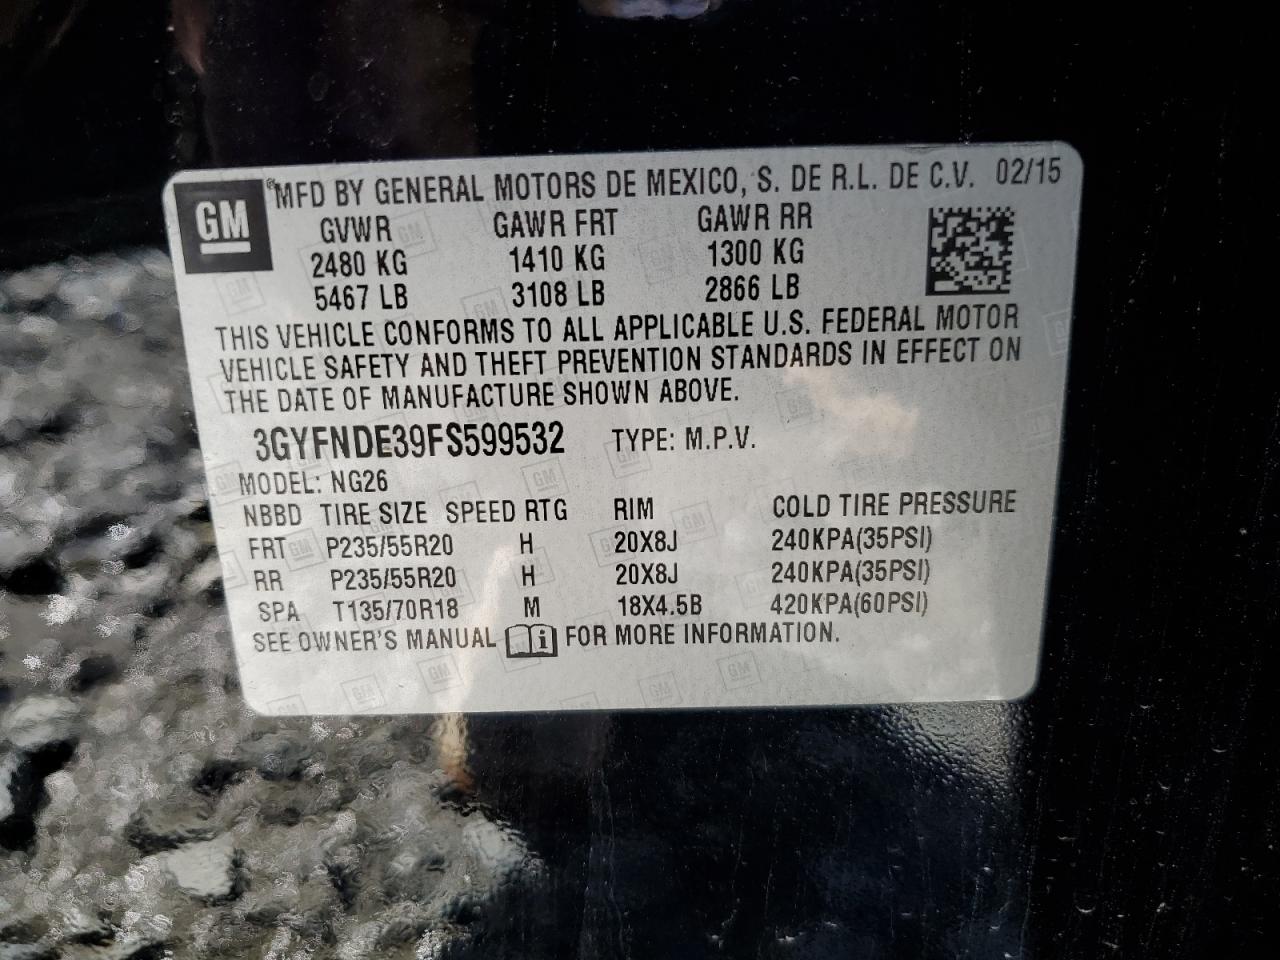 GM ®MFD BY GENERAL MOTORS DE MEXICO, S. DE R.L. DE C.V. 02/15
GVWR GAWR FRT GAWR RR
2480 KG 1410 KG 1300 KG
5467 LB 3108 LB 2866 LB
THIS VEHICLE CONFORMS TO ALL APPLICABLE U.S. FEDERAL MOTOR
VEHICLE SAFETY AND THEFT PREVENTION STANDARDS IN EFFECT ON
THE DATE OF MANUFACTURE SHOWN ABOVE.
3GYFNDE39FS599532 TYPE: M.P.V.
MODEL: NG26
NBBD TIRE SIZE SPEED RTG RIM COLD TIRE PRESSURE
FRT P235/55R20 H 20X8J 240KPA(35PSI)
RR P235/55R20 H 20X8J 240KPA(35PSI)
SPA T135/70R18 M 18X4.5B 420KPA(60PSI)
SEE OWNER'S MANUAL i FOR MORE INFORMATION.